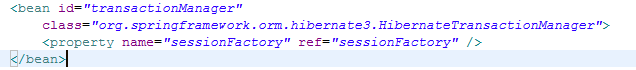 <bean id="transactionManager"
class="org.springframework.orm.hibernate3.HibernateTransactionManager">
<property name="sessionFactory" ref="sessionFactory" />
</bean>